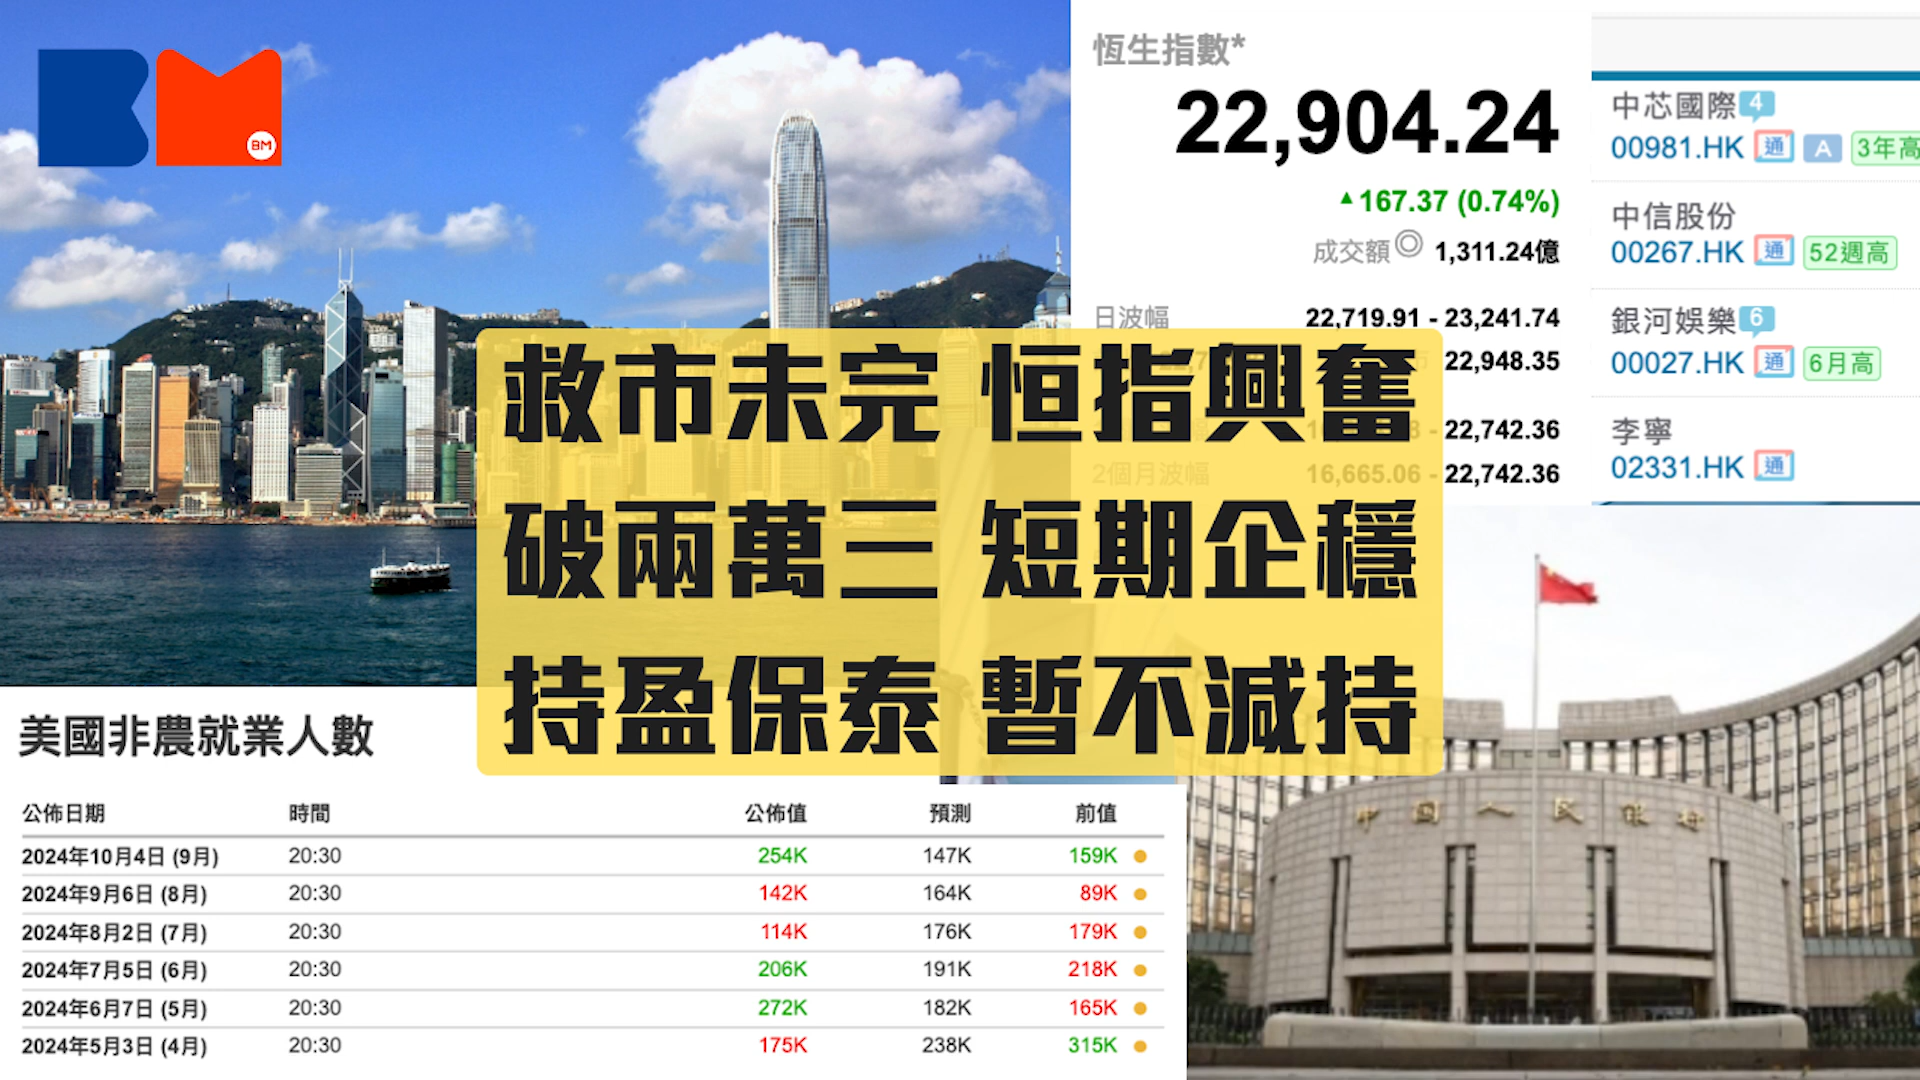 BM
BM
恆生指數*
22,904.24
▲167.37 (0.74%)
成交額 1,311.24億
日波幅 22,719.91 - 23,241.74
22,948.35
- 22,742.36
2個月波幅 16,665.06 - 22,742.36
中芯國際 4
00981.HK 通 A 3年高
中信股份
00267.HK 通 52週高
銀河娛樂 6
00027.HK 通 6月高
李寧
02331.HK 通
救市未完 恒指興奮
破兩萬三 短期企穩
持盈保泰 暫不減持
美國非農就業人數
公佈日期 時間 公佈值 預測 前值
2024年10月4日 (9月) 20:30 254K 147K 159K
2024年9月6日 (8月) 20:30 142K 164K 89K
2024年8月2日 (7月) 20:30 114K 176K 179K
2024年7月5日 (6月) 20:30 206K 191K 218K
2024年6月7日 (5月) 20:30 272K 182K 165K
2024年5月3日 (4月) 20:30 175K 238K 315K
中国人民银行